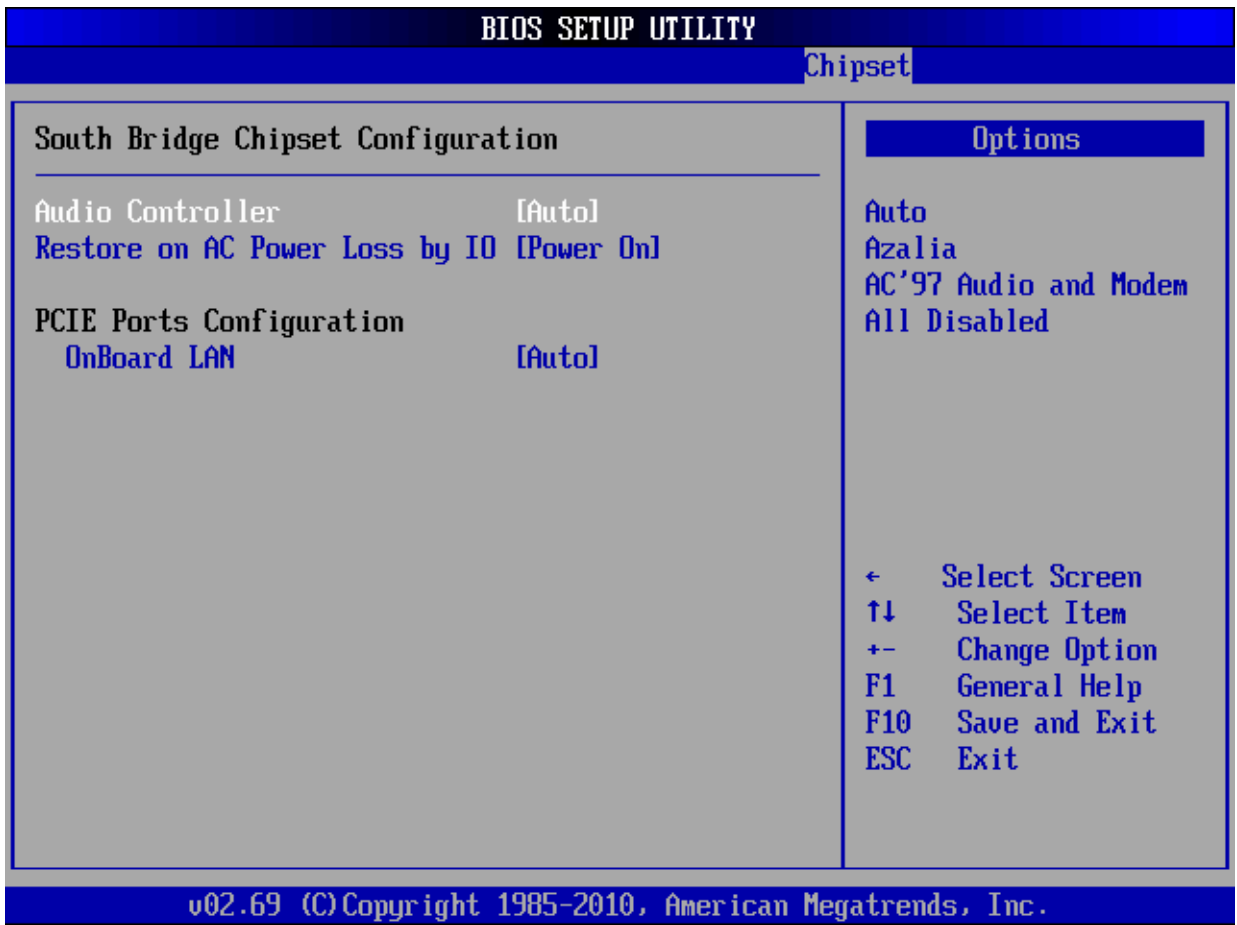 BIOS SETUP UTILITY
Chipset
South Bridge Chipset Configuration
Audio Controller [Auto]
Restore on AC Power Loss by IO [Power On]
PCIE Ports Configuration
OnBoard LAN [Auto]
Options
Auto
Azalia
AC'97 Audio and Modem
All Disabled
← Select Screen
↑↓ Select Item
+- Change Option
F1 General Help
F10 Save and Exit
ESC Exit
v02.69 (C)Copyright 1985-2010, American Megatrends, Inc.